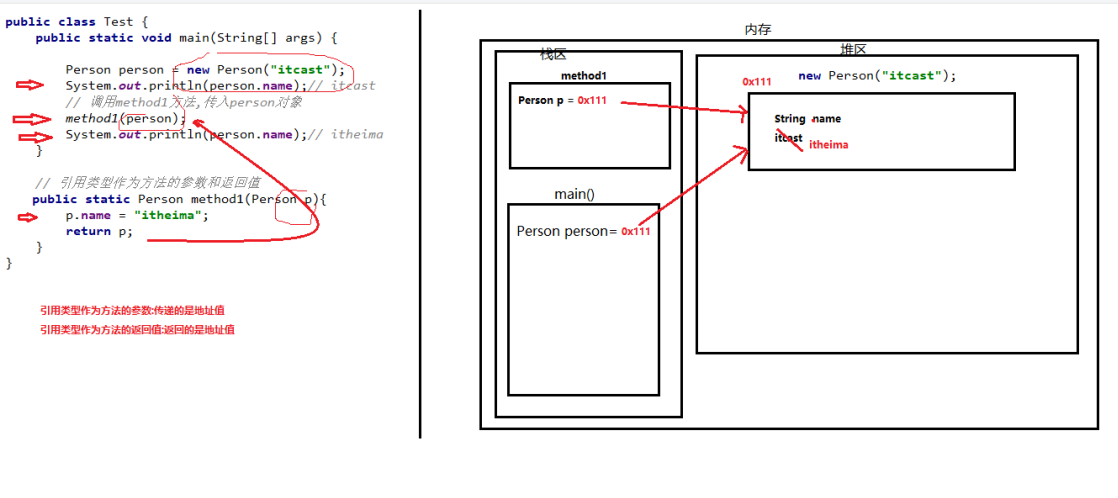 public class Test {
public static void main(String[] args) {
Person person = new Person("itcast");
System.out.println(person.name);// itcast
// 调用method1方法,传入person对象
method1(person);
System.out.println(person.name);// itheima
}
// 引用类型作为方法的参数和返回值
public static Person method1(Person p){
p.name = "itheima";
return p;
}
}
引用类型作为方法的参数:传递的是地址值
引用类型作为方法的返回值:返回的是地址值
内存
栈区
method1
Person p = 0x111
main()
Person person= 0x111
堆区
new Person("itcast");
0x111
String name
itcast
itheima